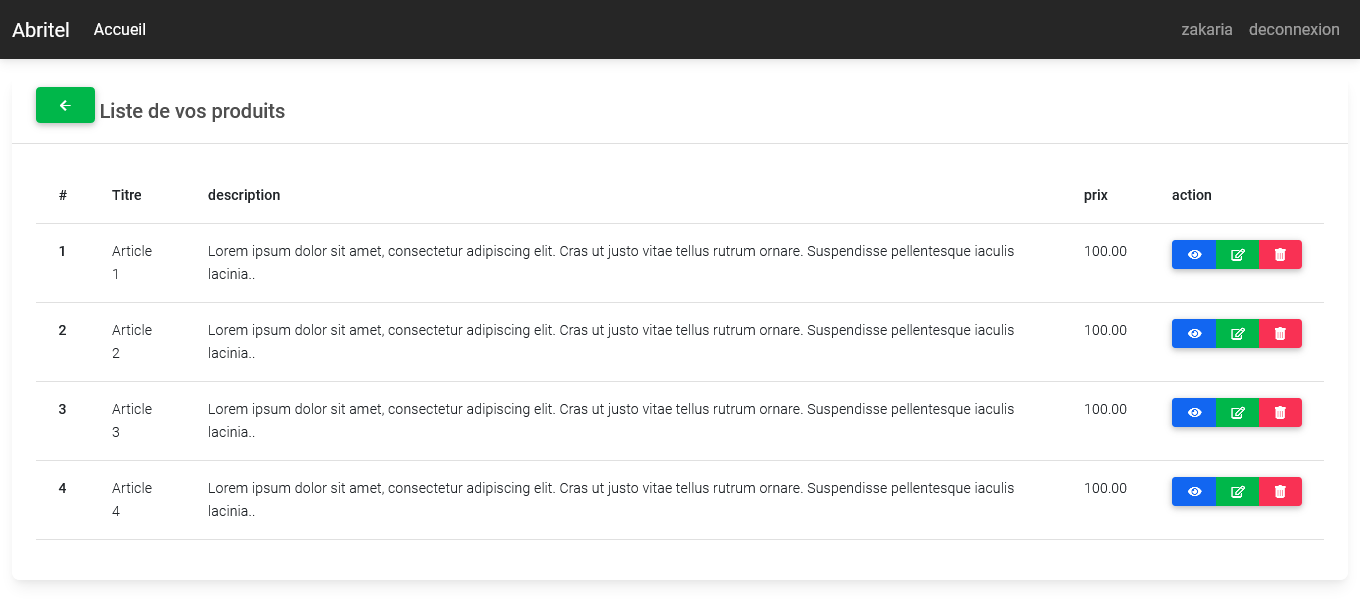 Abritel Accueil zakaria deconnexion
Liste de vos produits
# Titre description prix action
1 Article Lorem ipsum dolor sit amet, consectetur adipiscing elit. Cras ut justo vitae tellus rutrum ornare. Suspendisse pellentesque iaculis 100.00
1 lacinia..
2 Article Lorem ipsum dolor sit amet, consectetur adipiscing elit. Cras ut justo vitae tellus rutrum ornare. Suspendisse pellentesque iaculis 100.00
2 lacinia..
3 Article Lorem ipsum dolor sit amet, consectetur adipiscing elit. Cras ut justo vitae tellus rutrum ornare. Suspendisse pellentesque iaculis 100.00
3 lacinia..
4 Article Lorem ipsum dolor sit amet, consectetur adipiscing elit. Cras ut justo vitae tellus rutrum ornare. Suspendisse pellentesque iaculis 100.00
4 lacinia..